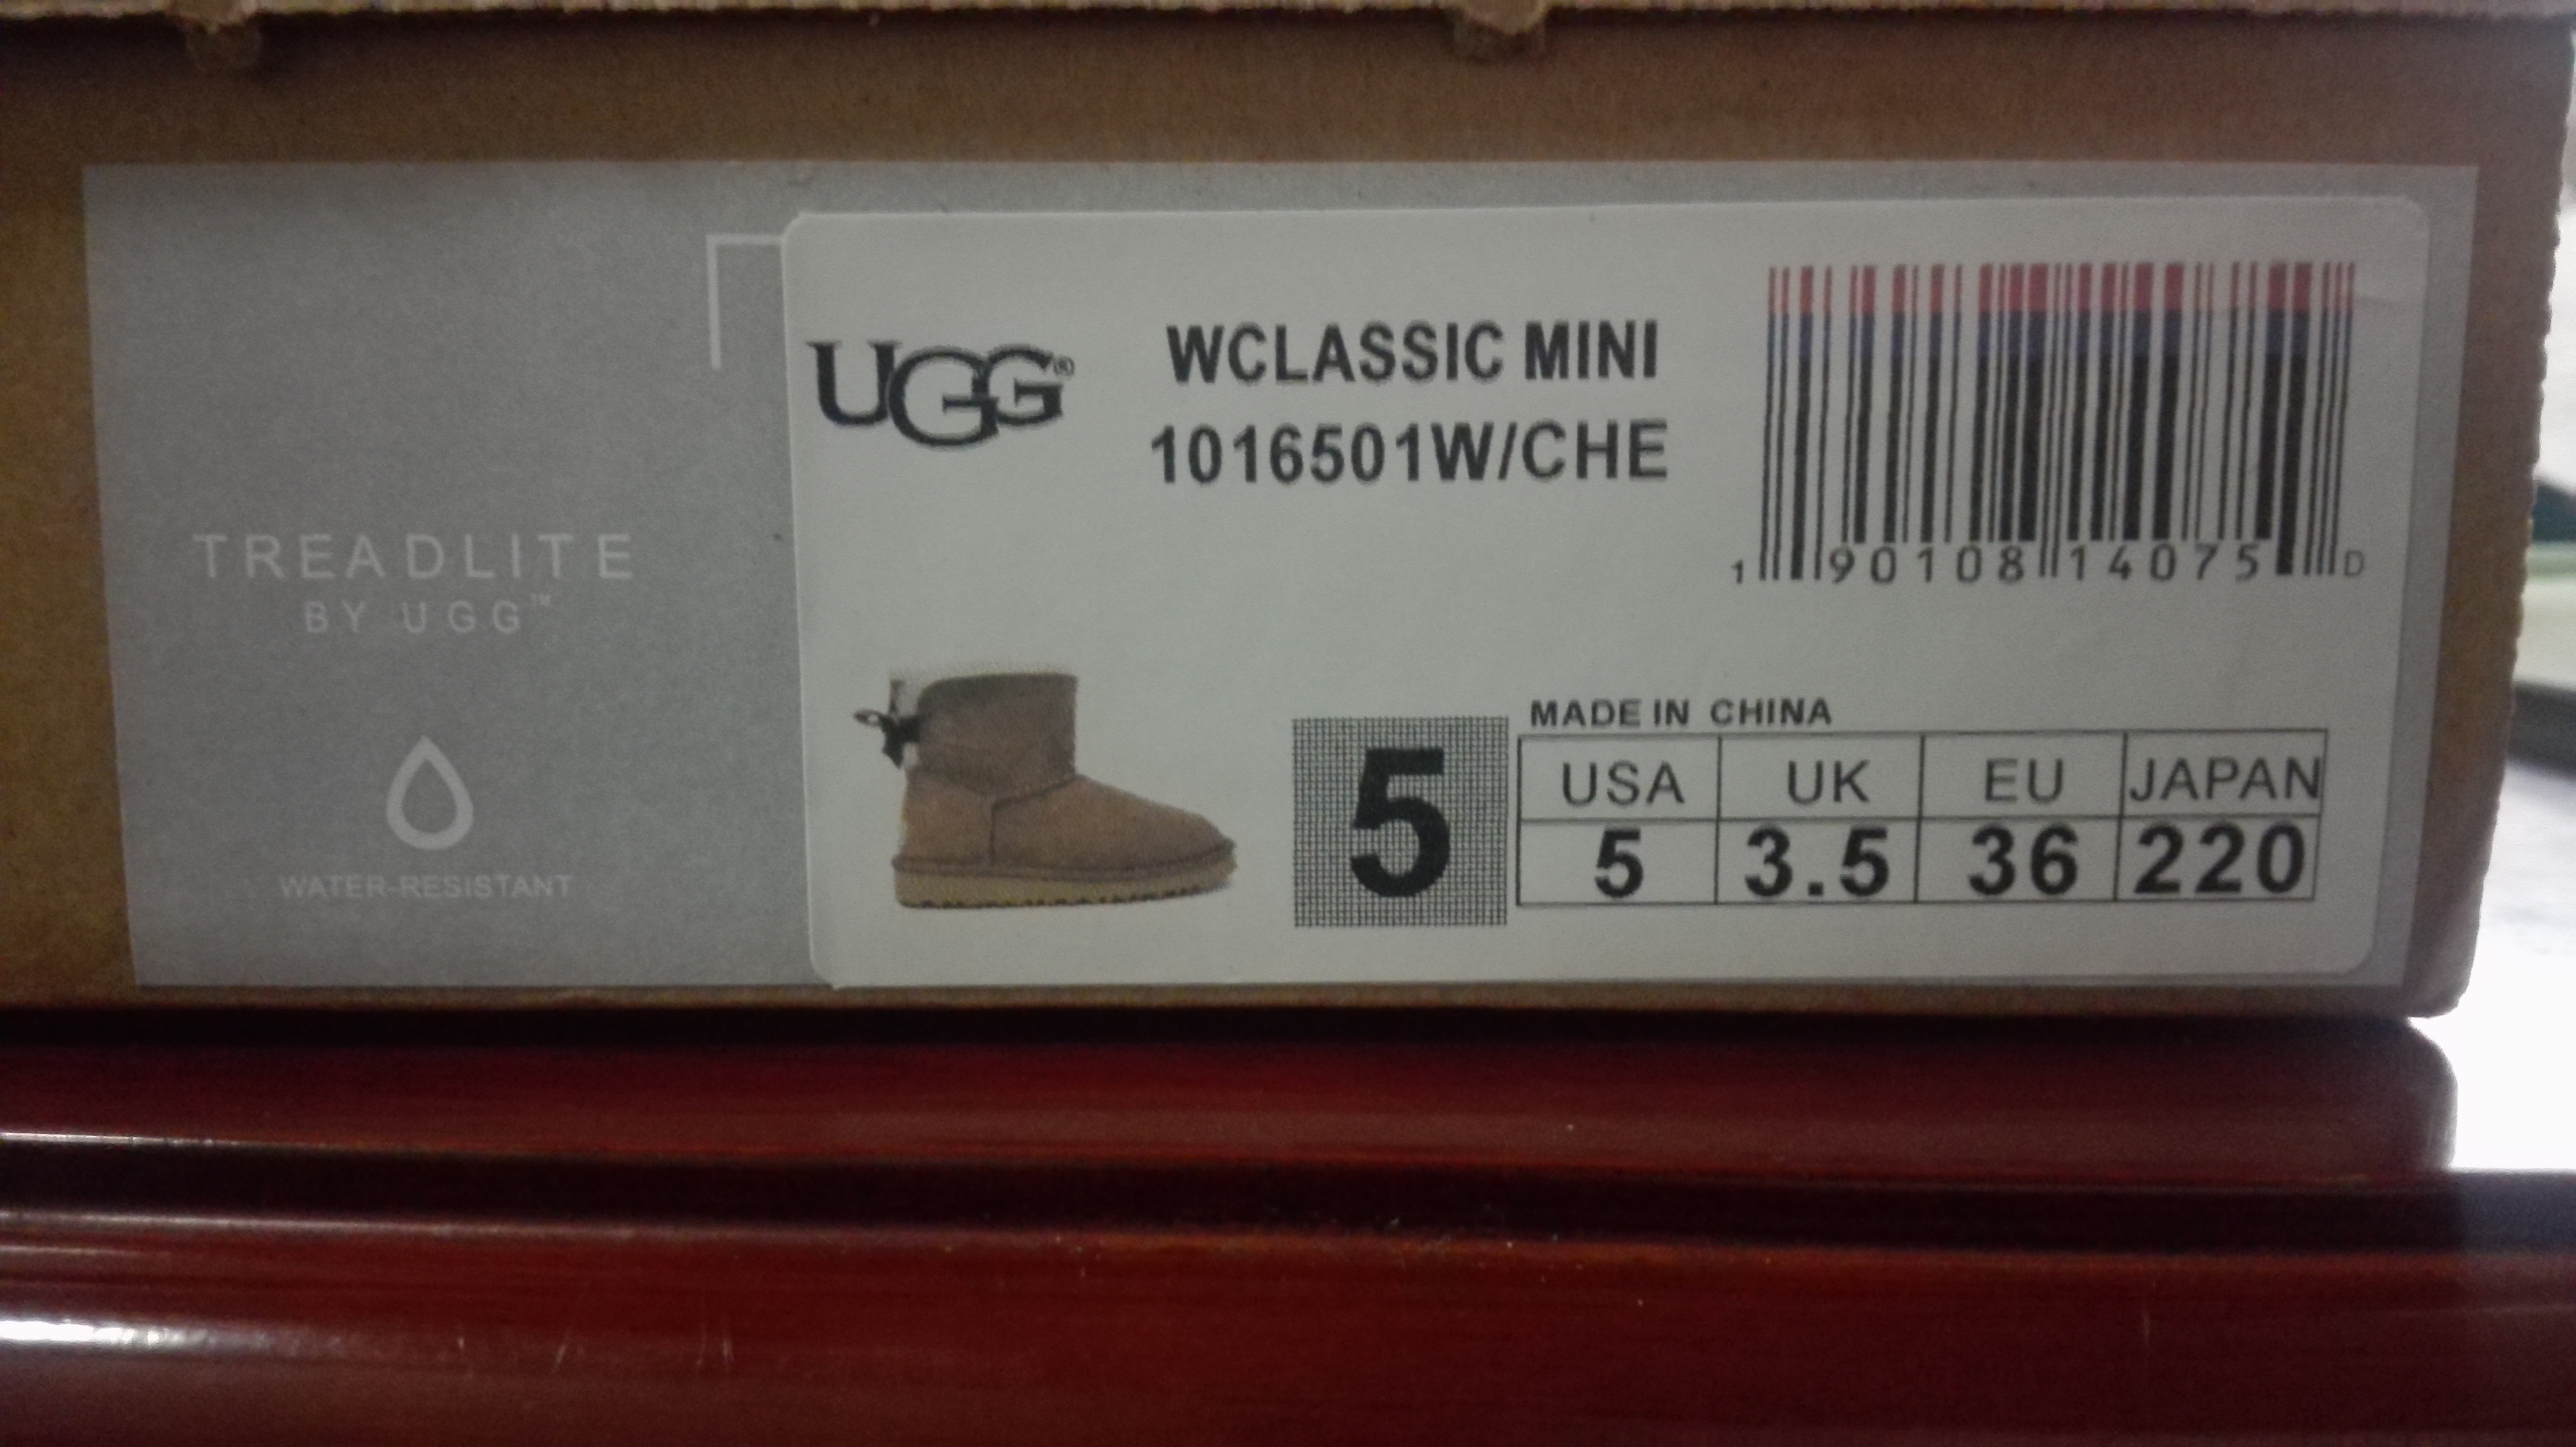 TREADLITE
BY UGG™
WATER-RESISTANT
UGG®
WCLASSIC MINI
1016501W/CHE
1 90108 14075 D
5
MADE IN CHINA
USA UK EU JAPAN
5 3.5 36 220